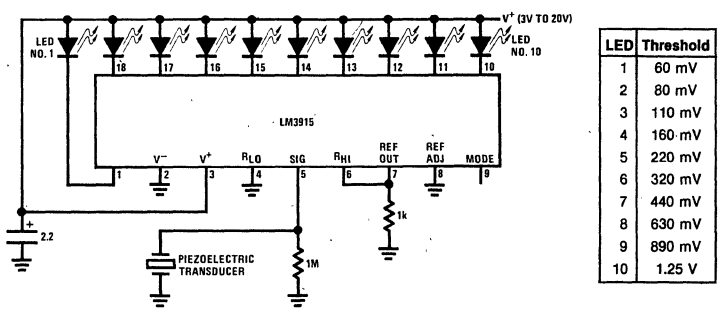 V+ (3V TO 20V)
LED
NO. 1
LED
NO. 10
18 17 16 15 14 13 12 11 10
LM3915
V− V+ RLO SIG RHI REF OUT REF ADJ MODE
1 2 3 4 5 6 7 8 9
+
2.2
1k
PIEZOELECTRIC
TRANSDUCER
1M
LED Threshold
1 60 mV
2 80 mV
3 110 mV
4 160 mV
5 220 mV
6 320 mV
7 440 mV
8 630 mV
9 890 mV
10 1.25 V